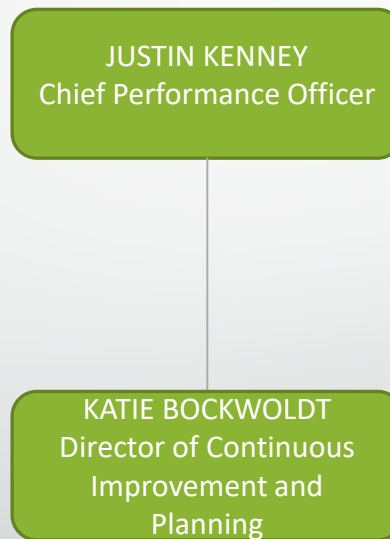 JUSTIN KENNEY
Chief Performance Officer
KATIE BOCKWOLDT
Director of Continuous
Improvement and
Planning